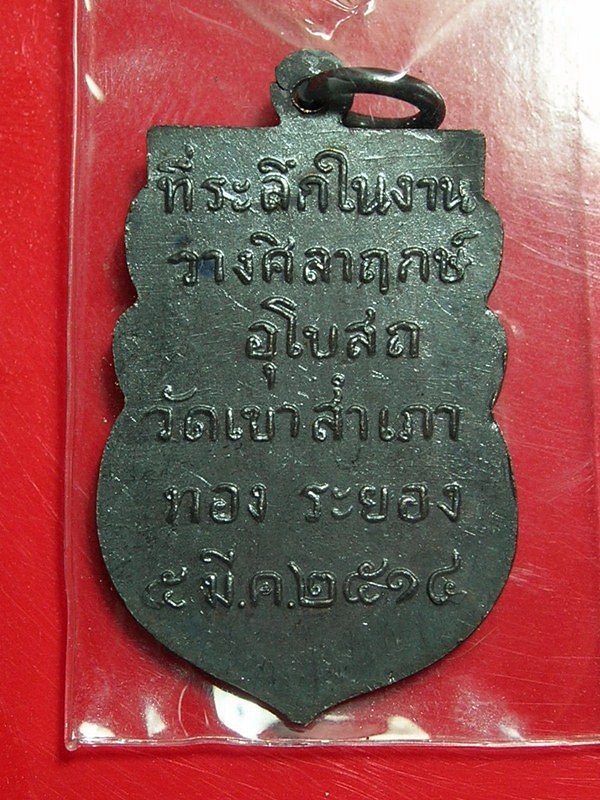 ที่ระลึกในงาน
วางศิลาฤกษ์
อุโบสถ
วัดเขาสำเภา
ทอง ระยอง
๕ มี.ค.๒๕๑๔